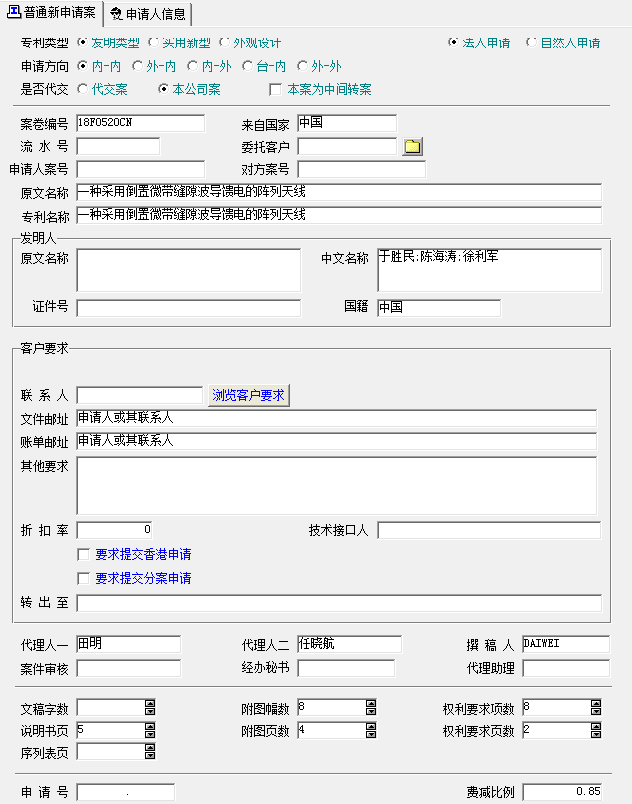 普通新申请案 申请人信息
专利类型 发明类型 实用新型 外观设计 法人申请 自然人申请
申请方向 内-内 外-内 内-外 台-内 外-外
是否代交 代交案 本公司案 本案为中间转案
案卷编号 18F0520CN 来自国家 中国
流水号 委托客户
申请人案号 对方案号
原文名称 一种采用倒置微带缝隙波导馈电的阵列天线
专利名称 一种采用倒置微带缝隙波导馈电的阵列天线
发明人
原文名称 中文名称 于胜民;陈海涛;徐利军
证件号 国籍 中国
客户要求
联系人 浏览客户要求
文件邮址 申请人或其联系人
账单邮址 申请人或其联系人
其他要求
折扣率 0 技术接口人
要求提交香港申请
要求提交分案申请
转出至
代理人一 田明 代理人二 任晓航 撰稿人 DAIWEI
案件审核 经办秘书 代理助理
文稿字数 附图幅数 8 权利要求项数 8
说明书页 5 附图页数 4 权利要求页数 2
序列表页
申请号 . 费减比例 0.85